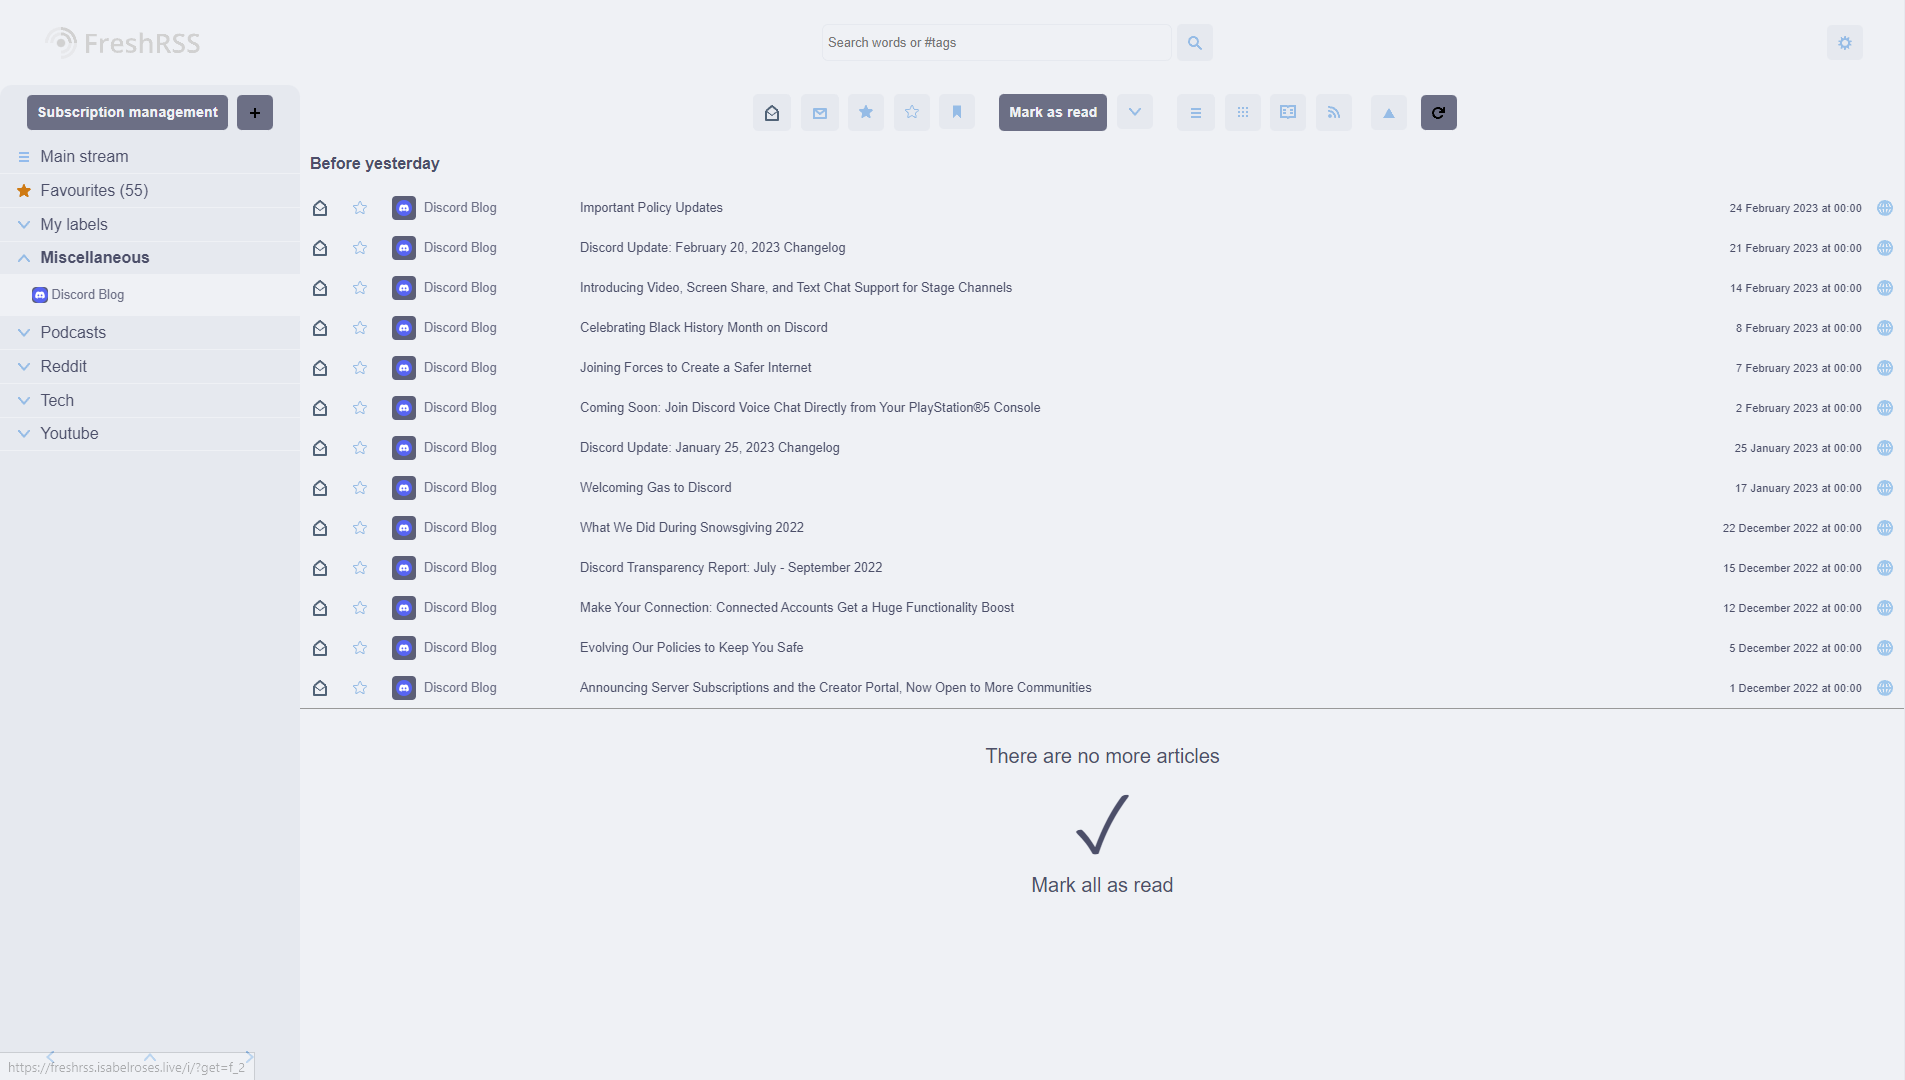 FreshRSS
Search words or #tags
Subscription management
+
Mark as read
Main stream
Favourites (55)
My labels
Miscellaneous
Discord Blog
Podcasts
Reddit
Tech
Youtube
Before yesterday
Discord Blog Important Policy Updates 24 February 2023 at 00:00
Discord Blog Discord Update: February 20, 2023 Changelog 21 February 2023 at 00:00
Discord Blog Introducing Video, Screen Share, and Text Chat Support for Stage Channels 14 February 2023 at 00:00
Discord Blog Celebrating Black History Month on Discord 8 February 2023 at 00:00
Discord Blog Joining Forces to Create a Safer Internet 7 February 2023 at 00:00
Discord Blog Coming Soon: Join Discord Voice Chat Directly from Your PlayStation®5 Console 2 February 2023 at 00:00
Discord Blog Discord Update: January 25, 2023 Changelog 25 January 2023 at 00:00
Discord Blog Welcoming Gas to Discord 17 January 2023 at 00:00
Discord Blog What We Did During Snowsgiving 2022 22 December 2022 at 00:00
Discord Blog Discord Transparency Report: July - September 2022 15 December 2022 at 00:00
Discord Blog Make Your Connection: Connected Accounts Get a Huge Functionality Boost 12 December 2022 at 00:00
Discord Blog Evolving Our Policies to Keep You Safe 5 December 2022 at 00:00
Discord Blog Announcing Server Subscriptions and the Creator Portal, Now Open to More Communities 1 December 2022 at 00:00
There are no more articles
Mark all as read
https://freshrss.isabelroses.live/i/?get=f_2